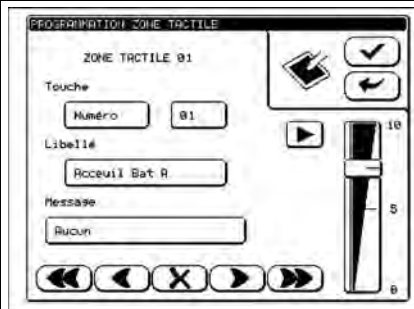 PROGRAMMATION ZONE TACTILE
ZONE TACTILE 01
Touche
Numéro 01
Libellé
Acceuil Bat A
Message
Aucun
10
5
0